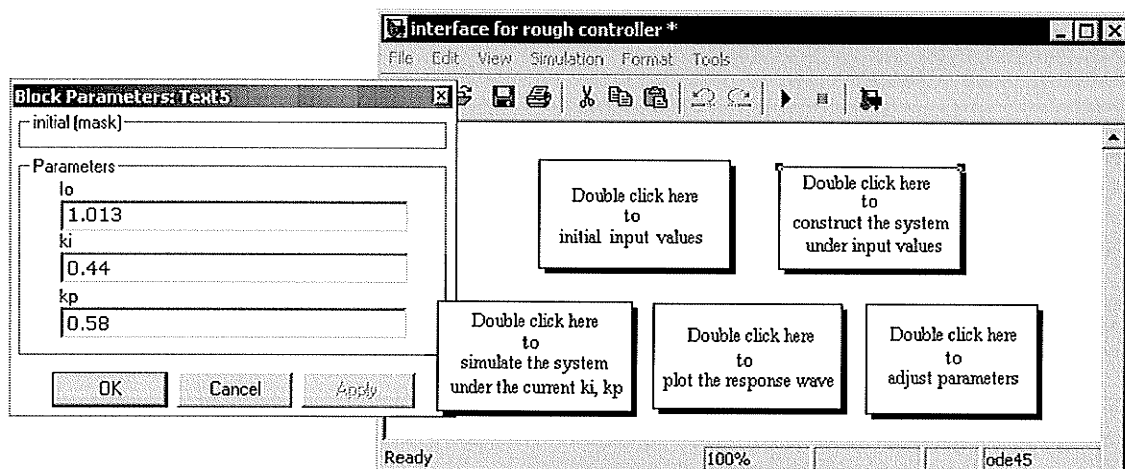 interface for rough controller *
File Edit View Simulation Format Tools
Block Parameters: Text5
initial (mask)
Parameters
Io
1.013
ki
0.44
kp
0.58
OK Cancel Apply
Double click here
to
initial input values
Double click here
to
construct the system
under input values
Double click here
to
simulate the system
under the current ki, kp
Double click here
to
plot the response wave
Double click here
to
adjust parameters
Ready 100% ode45